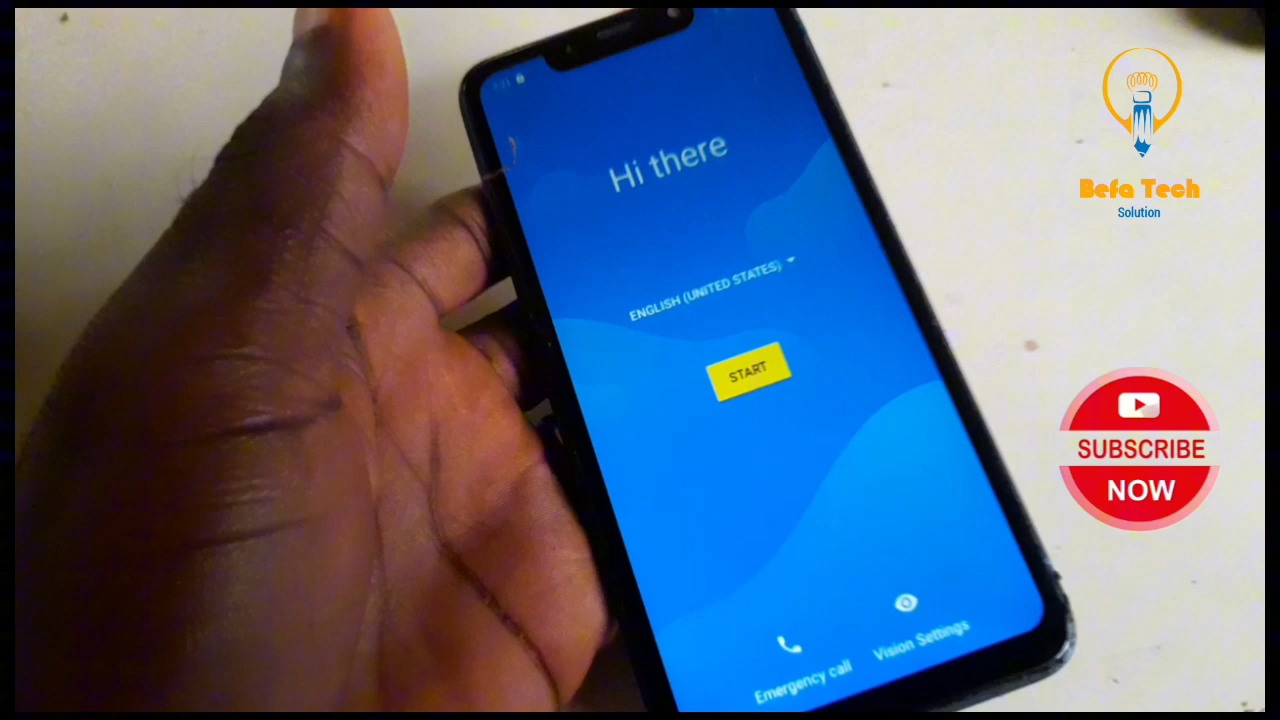 Hi there
ENGLISH (UNITED STATES)
START
Emergency call
Vision Settings
Befa Tech
Solution
SUBSCRIBE
NOW